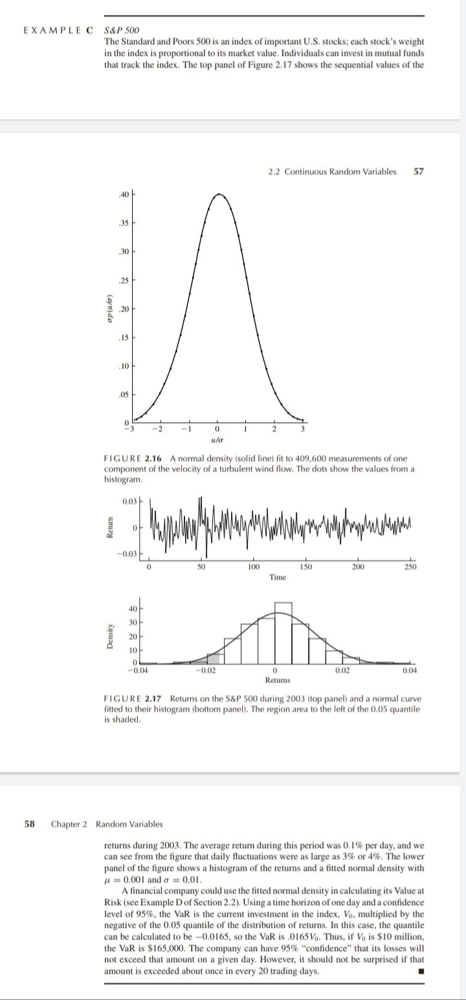 EXAMPLE C S&P 500
The Standard and Poors 500 is an index of important U.S. stocks; each stock's weight
in the index is proportional to its market value. Individuals can invest in mutual funds
that track the index. The top panel of Figure 2.17 shows the sequential values of the
2.2 Continuous Random Variables 57
.40
.35
.30
.25
.20
.15
.10
.05
0
σp(u/σ)
−3 −2 −1 0 1 2 3
u/σ
FIGURE 2.16 A normal density (solid line) fit to 409,600 measurements of one
component of the velocity of a turbulent wind flow. The dots show the values from a
histogram.
0.03
0
−0.03
Return
0 50 100 150 200 250
Time
40
30
20
10
0
Density
−0.04 −0.02 0 0.02 0.04
Returns
FIGURE 2.17 Returns on the S&P 500 during 2003 (top panel) and a normal curve
fitted to their histogram (bottom panel). The region area to the left of the 0.05 quantile
is shaded.
58 Chapter 2 Random Variables
returns during 2003. The average return during this period was 0.1% per day, and we
can see from the figure that daily fluctuations were as large as 3% or 4%. The lower
panel of the figure shows a histogram of the returns and a fitted normal density with
μ = 0.001 and σ = 0.01.
A financial company could use the fitted normal density in calculating its Value at
Risk (see Example D of Section 2.2). Using a time horizon of one day and a confidence
level of 95%, the VaR is the current investment in the index, V₀, multiplied by the
negative of the 0.05 quantile of the distribution of returns. In this case, the quantile
can be calculated to be −0.0165, so the VaR is .0165V₀. Thus, if V₀ is $10 million,
the VaR is $165,000. The company can have 95% "confidence" that its losses will
not exceed that amount on a given day. However, it should not be surprised if that
amount is exceeded about once in every 20 trading days.